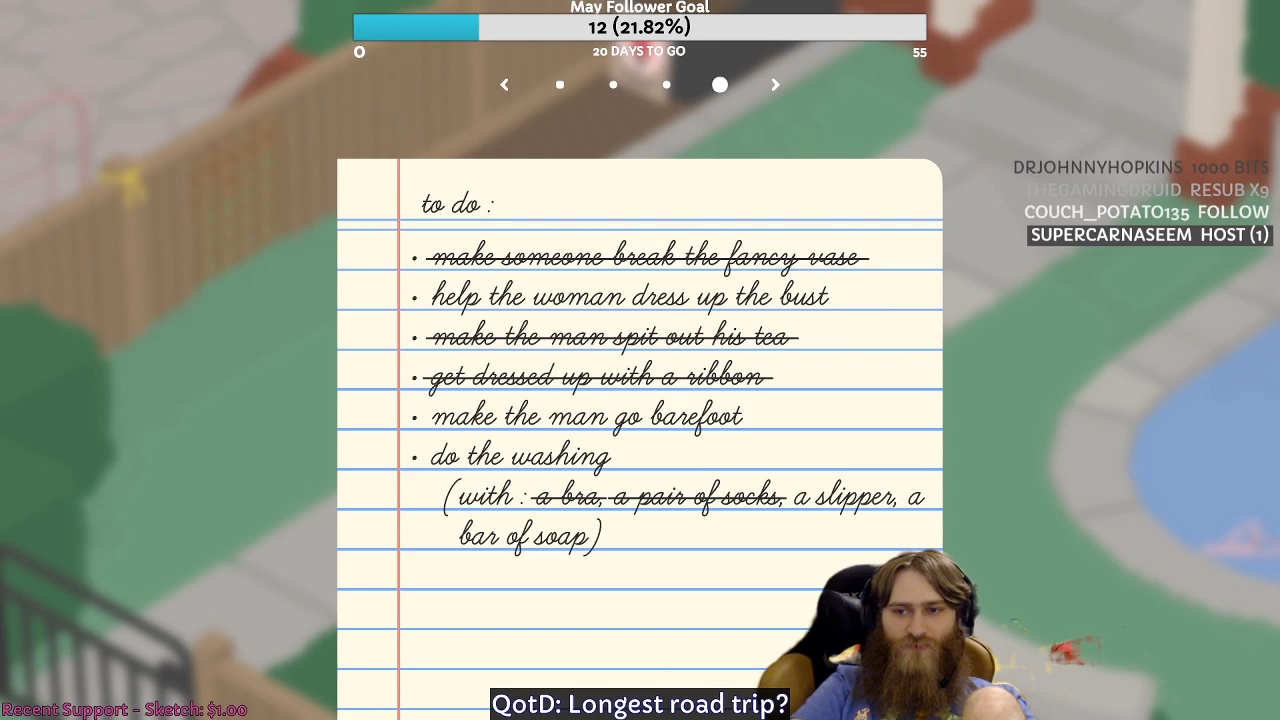 May Follower Goal
12 (21.82%)
0 20 DAYS TO GO 55
DRJOHNNYHOPKINS 1000 BITS
THEGAMINGDRUID RESUB X9
COUCH_POTATO135 FOLLOW
SUPERCARNASEEM HOST (1)
to do :
• make someone break the fancy vase
• help the woman dress up the bust
• make the man spit out his tea
• get dressed up with a ribbon
• make the man go barefoot
• do the washing
(with : a bra, a pair of socks, a slipper, a
bar of soap)
Recent Support - Sketch: $1.00
QotD: Longest road trip?